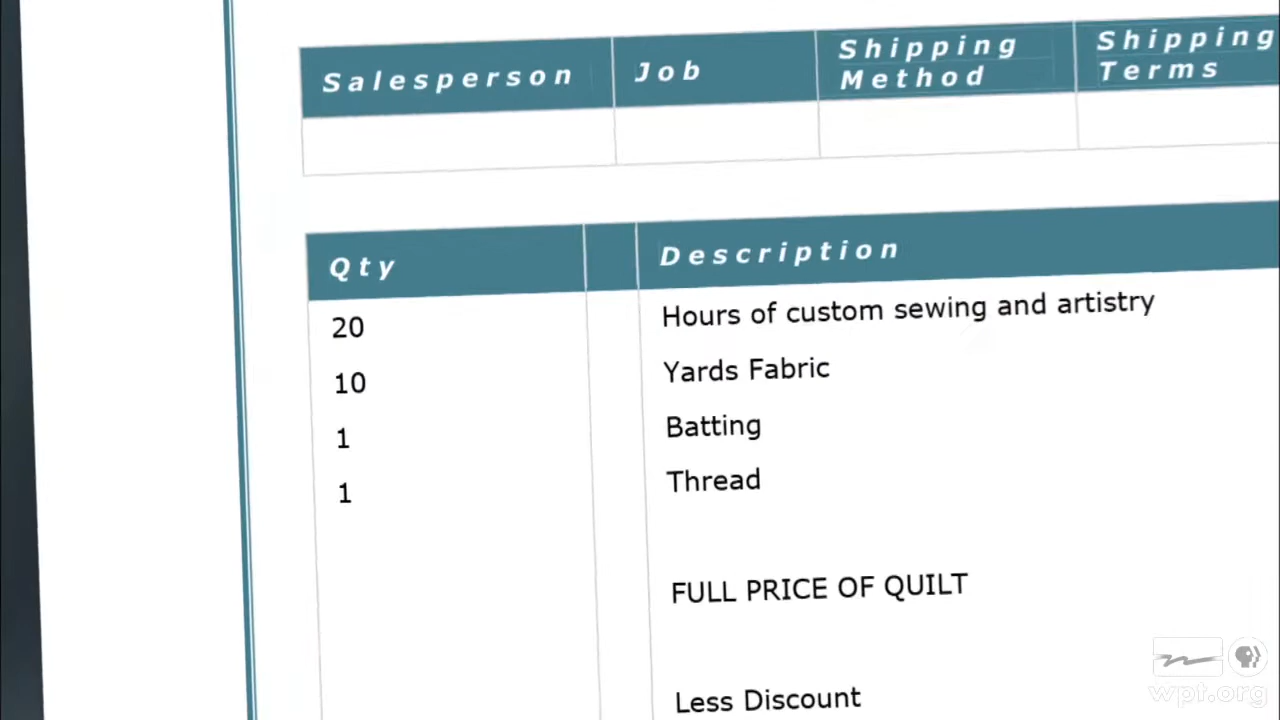 Salesperson Job Shipping Method Shipping Terms
Qty Description
20 Hours of custom sewing and artistry
10 Yards Fabric
1 Batting
1 Thread
FULL PRICE OF QUILT
Less Discount
wpt.org